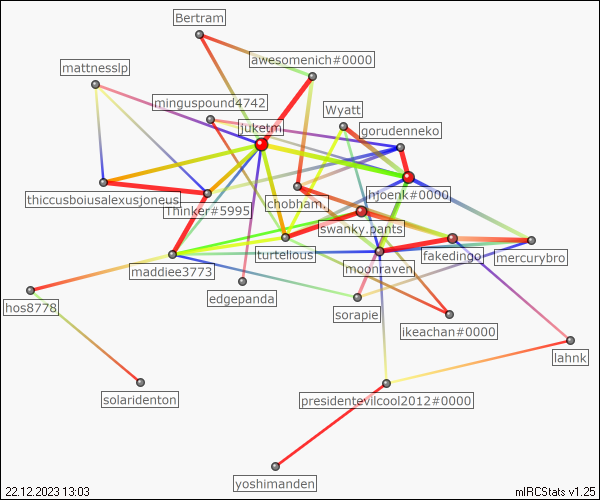 Bertram
awesomenich#0000
mattnesslp
minguspound4742
Wyatt
juketm
gorudenneko
thiccusboiusalexusjoneus
Thinker#5995
chobham.
hjoenk#0000
swanky.pants
turtelious
moonraven
fakedingo
mercurybro
maddiee3773
edgepanda
sorapie
hos8778
ikeachan#0000
lahnk
solaridenton
presidentevilcool2012#0000
yoshimanden
22.12.2023 13:03
mIRCStats v1.25